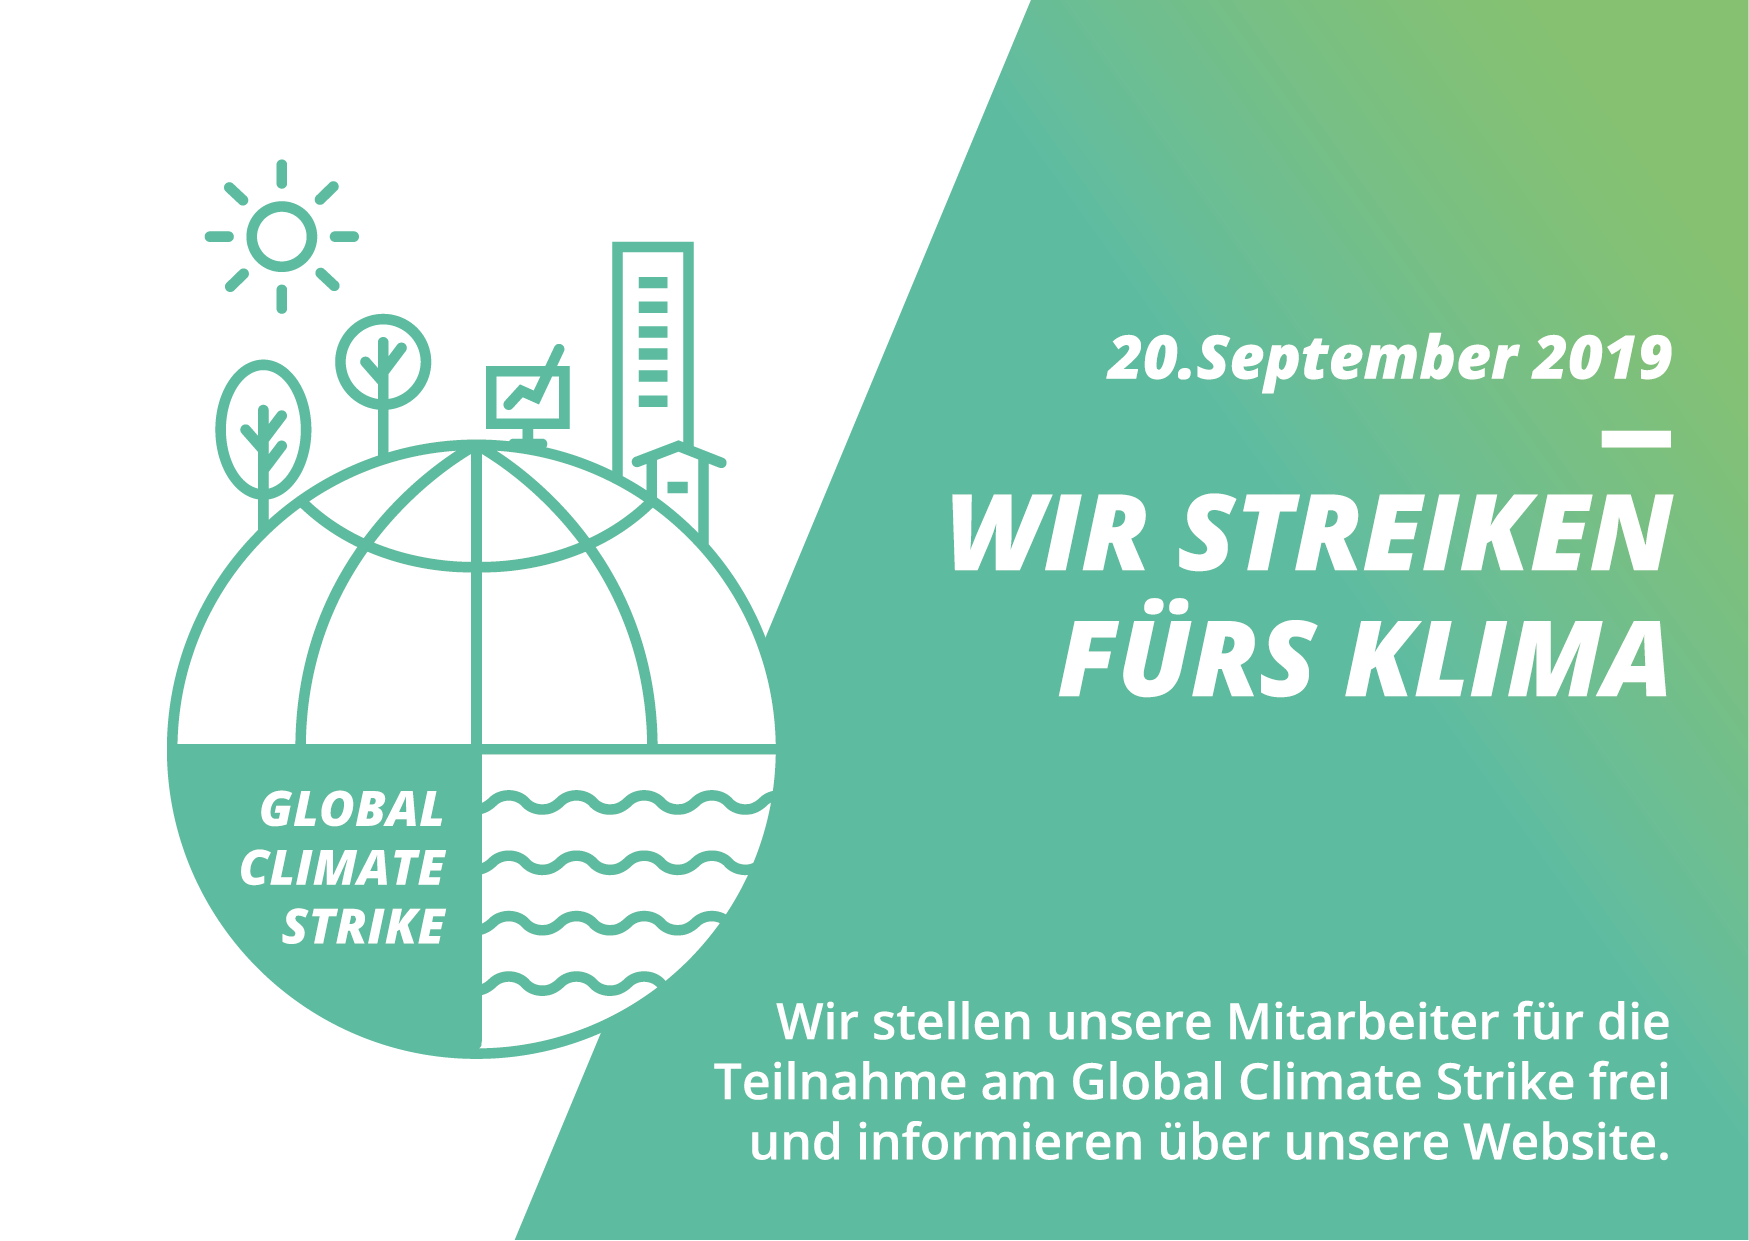 20.September 2019
WIR STREIKEN
FÜRS KLIMA
GLOBAL
CLIMATE
STRIKE
Wir stellen unsere Mitarbeiter für die
Teilnahme am Global Climate Strike frei
und informieren über unsere Website.